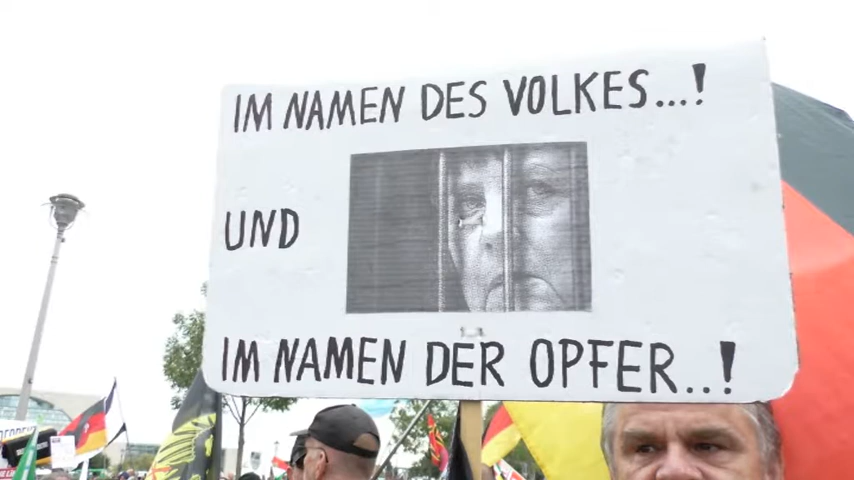 IM NAMEN DES VOLKES...!
UND
IM NAMEN DER OPFER..!